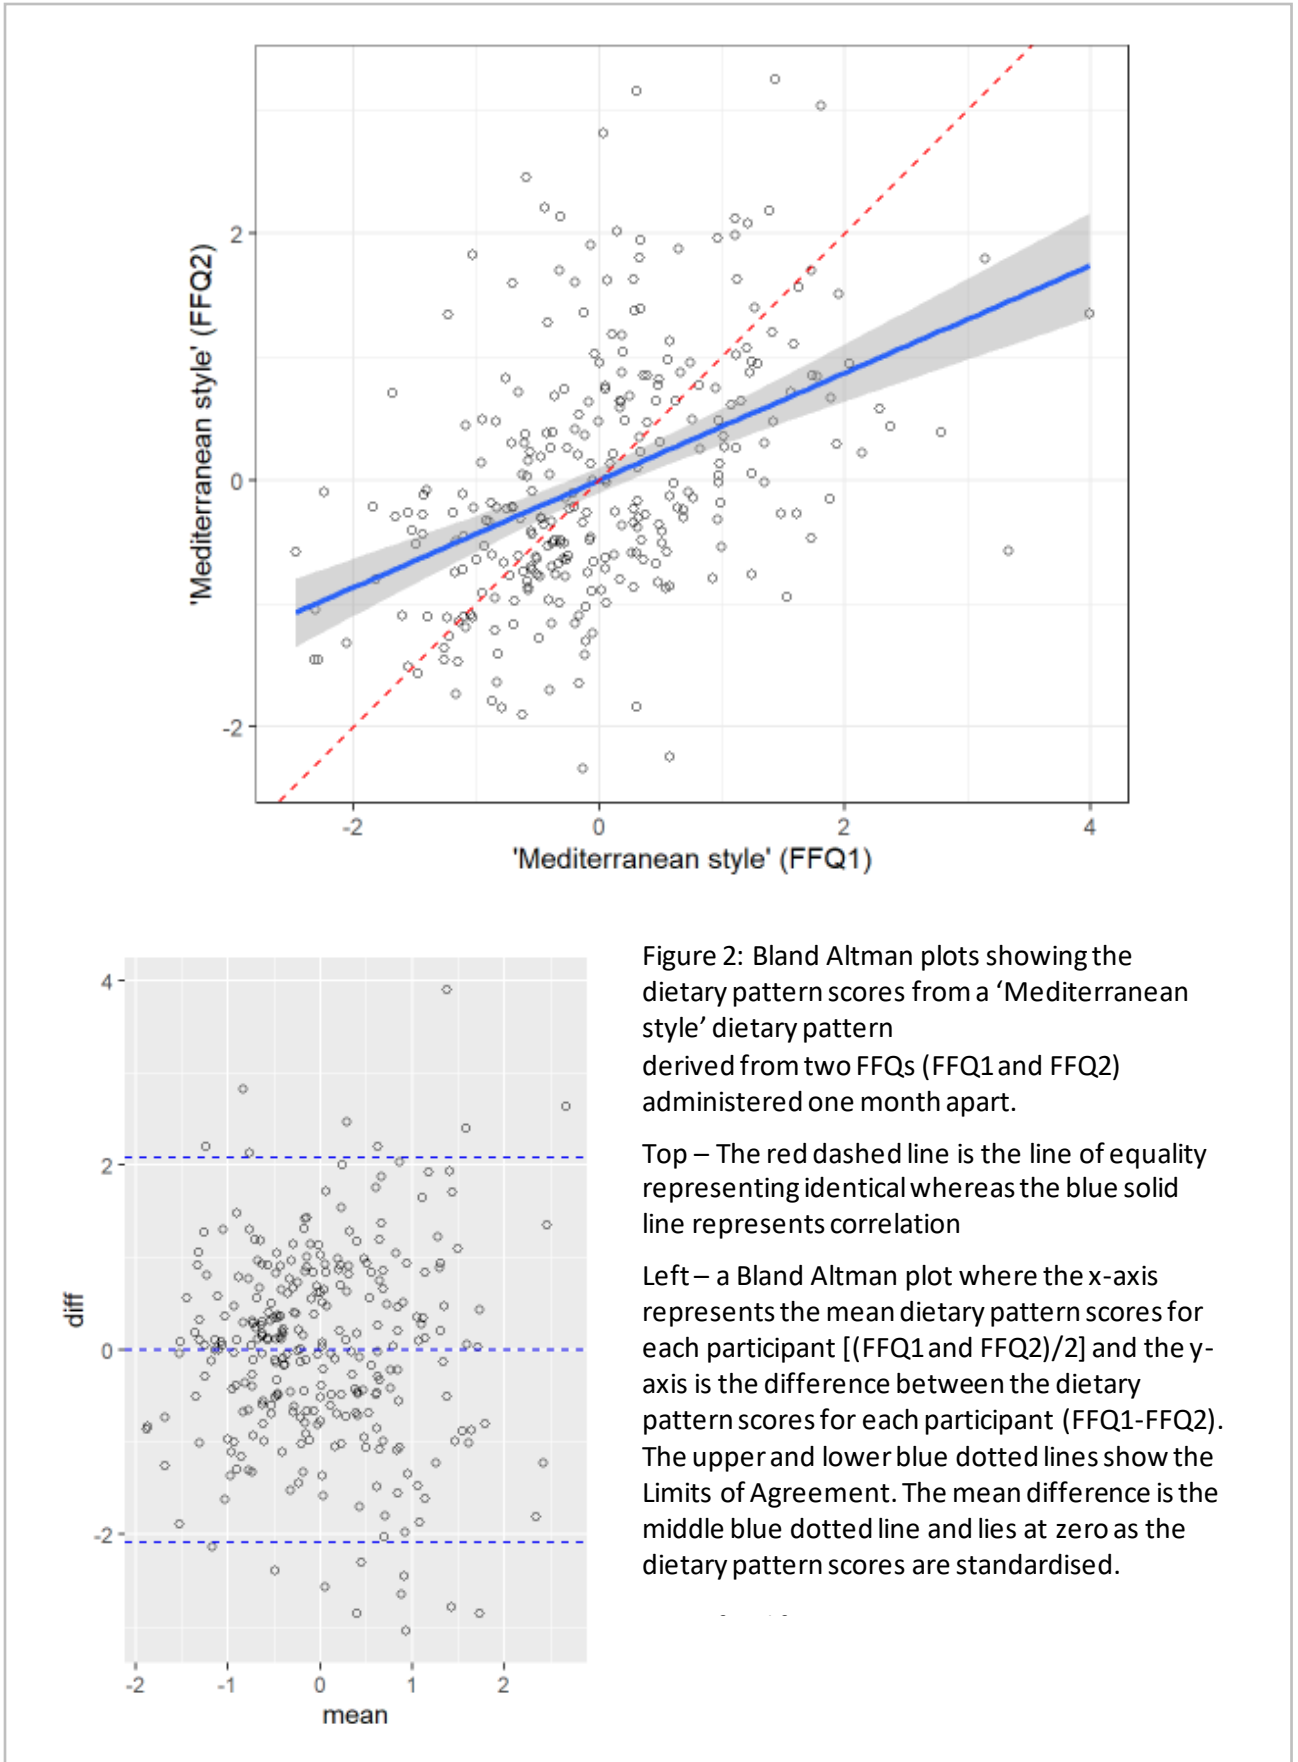 2
0
-2
'Mediterranean style' (FFQ2)
-2
0
2
4
'Mediterranean style' (FFQ1)
4
2
0
-2
diff
-2
-1
0
1
2
mean
Figure 2: Bland Altman plots showing the
dietary pattern scores from a ‘Mediterranean
style’ dietary pattern
derived from two FFQs (FFQ1 and FFQ2)
administered one month apart.
Top – The red dashed line is the line of equality
representing identical whereas the blue solid
line represents correlation
Left – a Bland Altman plot where the x-axis
represents the mean dietary pattern scores for
each participant [(FFQ1 and FFQ2)/2] and the y-
axis is the difference between the dietary
pattern scores for each participant (FFQ1-FFQ2).
The upper and lower blue dotted lines show the
Limits of Agreement. The mean difference is the
middle blue dotted line and lies at zero as the
dietary pattern scores are standardised.